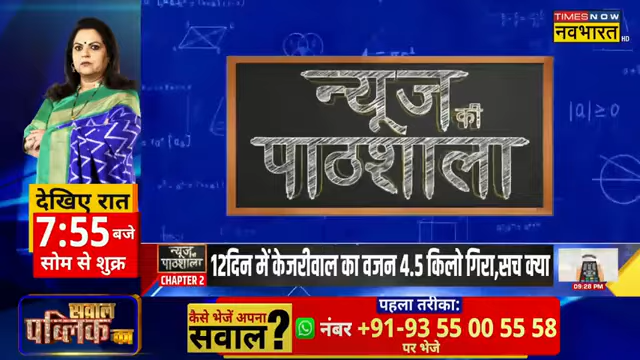 TIMES NOW
नवभारत HD
न्यूज की
पाठशाला
|a| ≥ 0
देखिए रात
7:55 बजे
सोम से शुक्र
न्यूज की
पाठशाला
CHAPTER 2
12दिन में केजरीवाल का वजन 4.5 किलो गिरा,सच क्या
09:28 PM
सवाल
पब्लिक का
कैसे भेजें अपना
सवाल?
पहला तरीका:
नंबर +91-93 55 00 55 58
पर भेजे